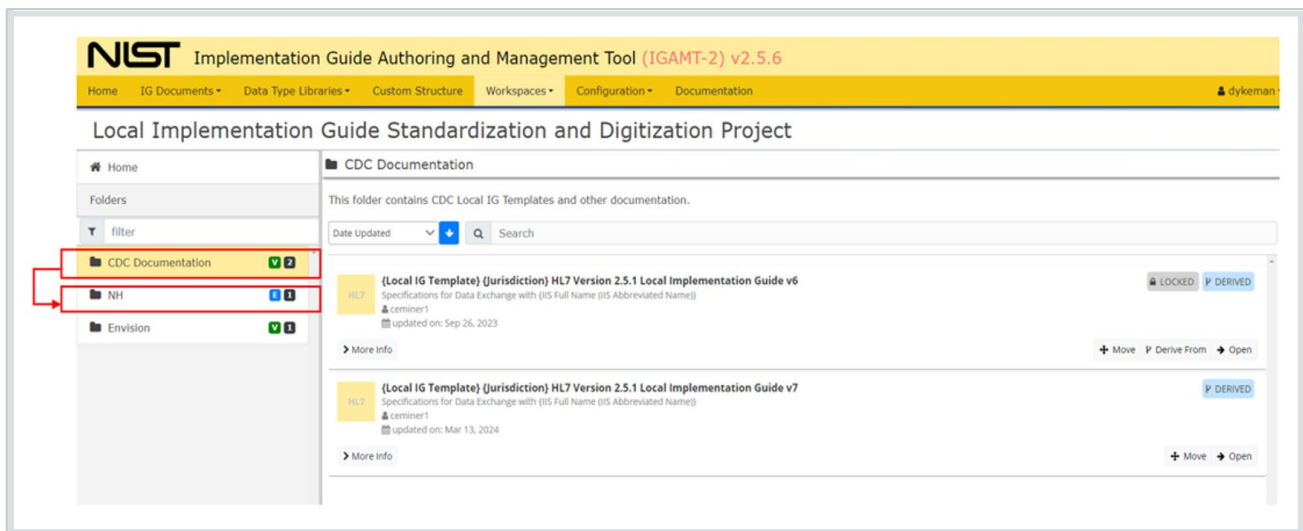 NIST Implementation Guide Authoring and Management Tool (IGAMT-2) v2.5.6
Home IG Documents Data Type Libraries Custom Structure Workspaces Configuration Documentation dykeman
Local Implementation Guide Standardization and Digitization Project
Home
Folders
filter
CDC Documentation V 2
NH E 1
Envision V 1
CDC Documentation
This folder contains CDC Local IG Templates and other documentation.
Date Updated Search
HL7
{Local IG Template} {Jurisdiction} HL7 Version 2.5.1 Local Implementation Guide v6
LOCKED DERIVED
Specifications for Data Exchange with {IIS Full Name (IIS Abbreviated Name)}
ceminer1
updated on: Sep 26, 2023
More Info Move Derive From Open
HL7
{Local IG Template} {Jurisdiction} HL7 Version 2.5.1 Local Implementation Guide v7
DERIVED
Specifications for Data Exchange with {IIS Full Name (IIS Abbreviated Name)}
ceminer1
updated on: Mar 13, 2024
More Info Move Open